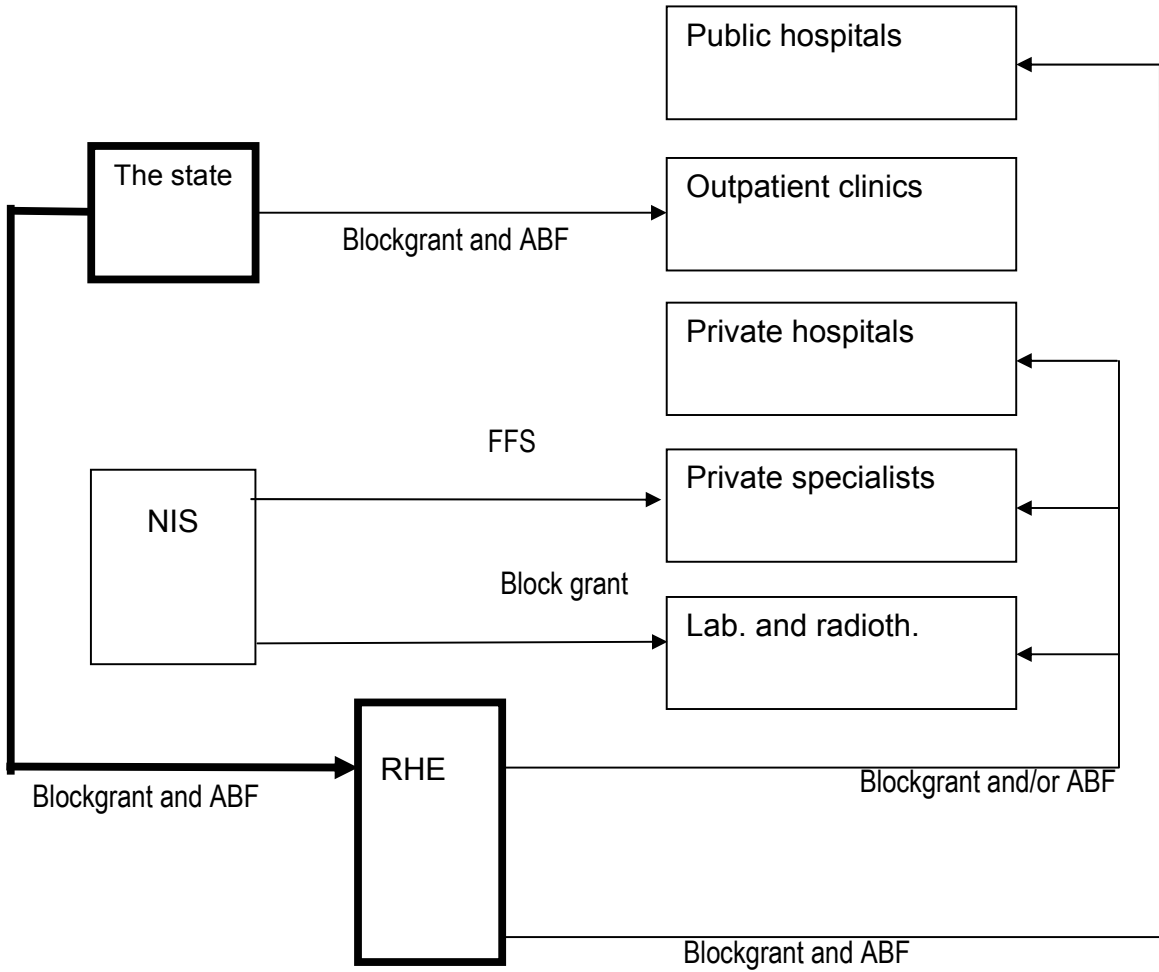 Public hospitals
The state
Outpatient clinics
Blockgrant and ABF
Private hospitals
FFS
Private specialists
NIS
Block grant
Lab. and radioth.
RHE
Blockgrant and ABF
Blockgrant and/or ABF
Blockgrant and ABF